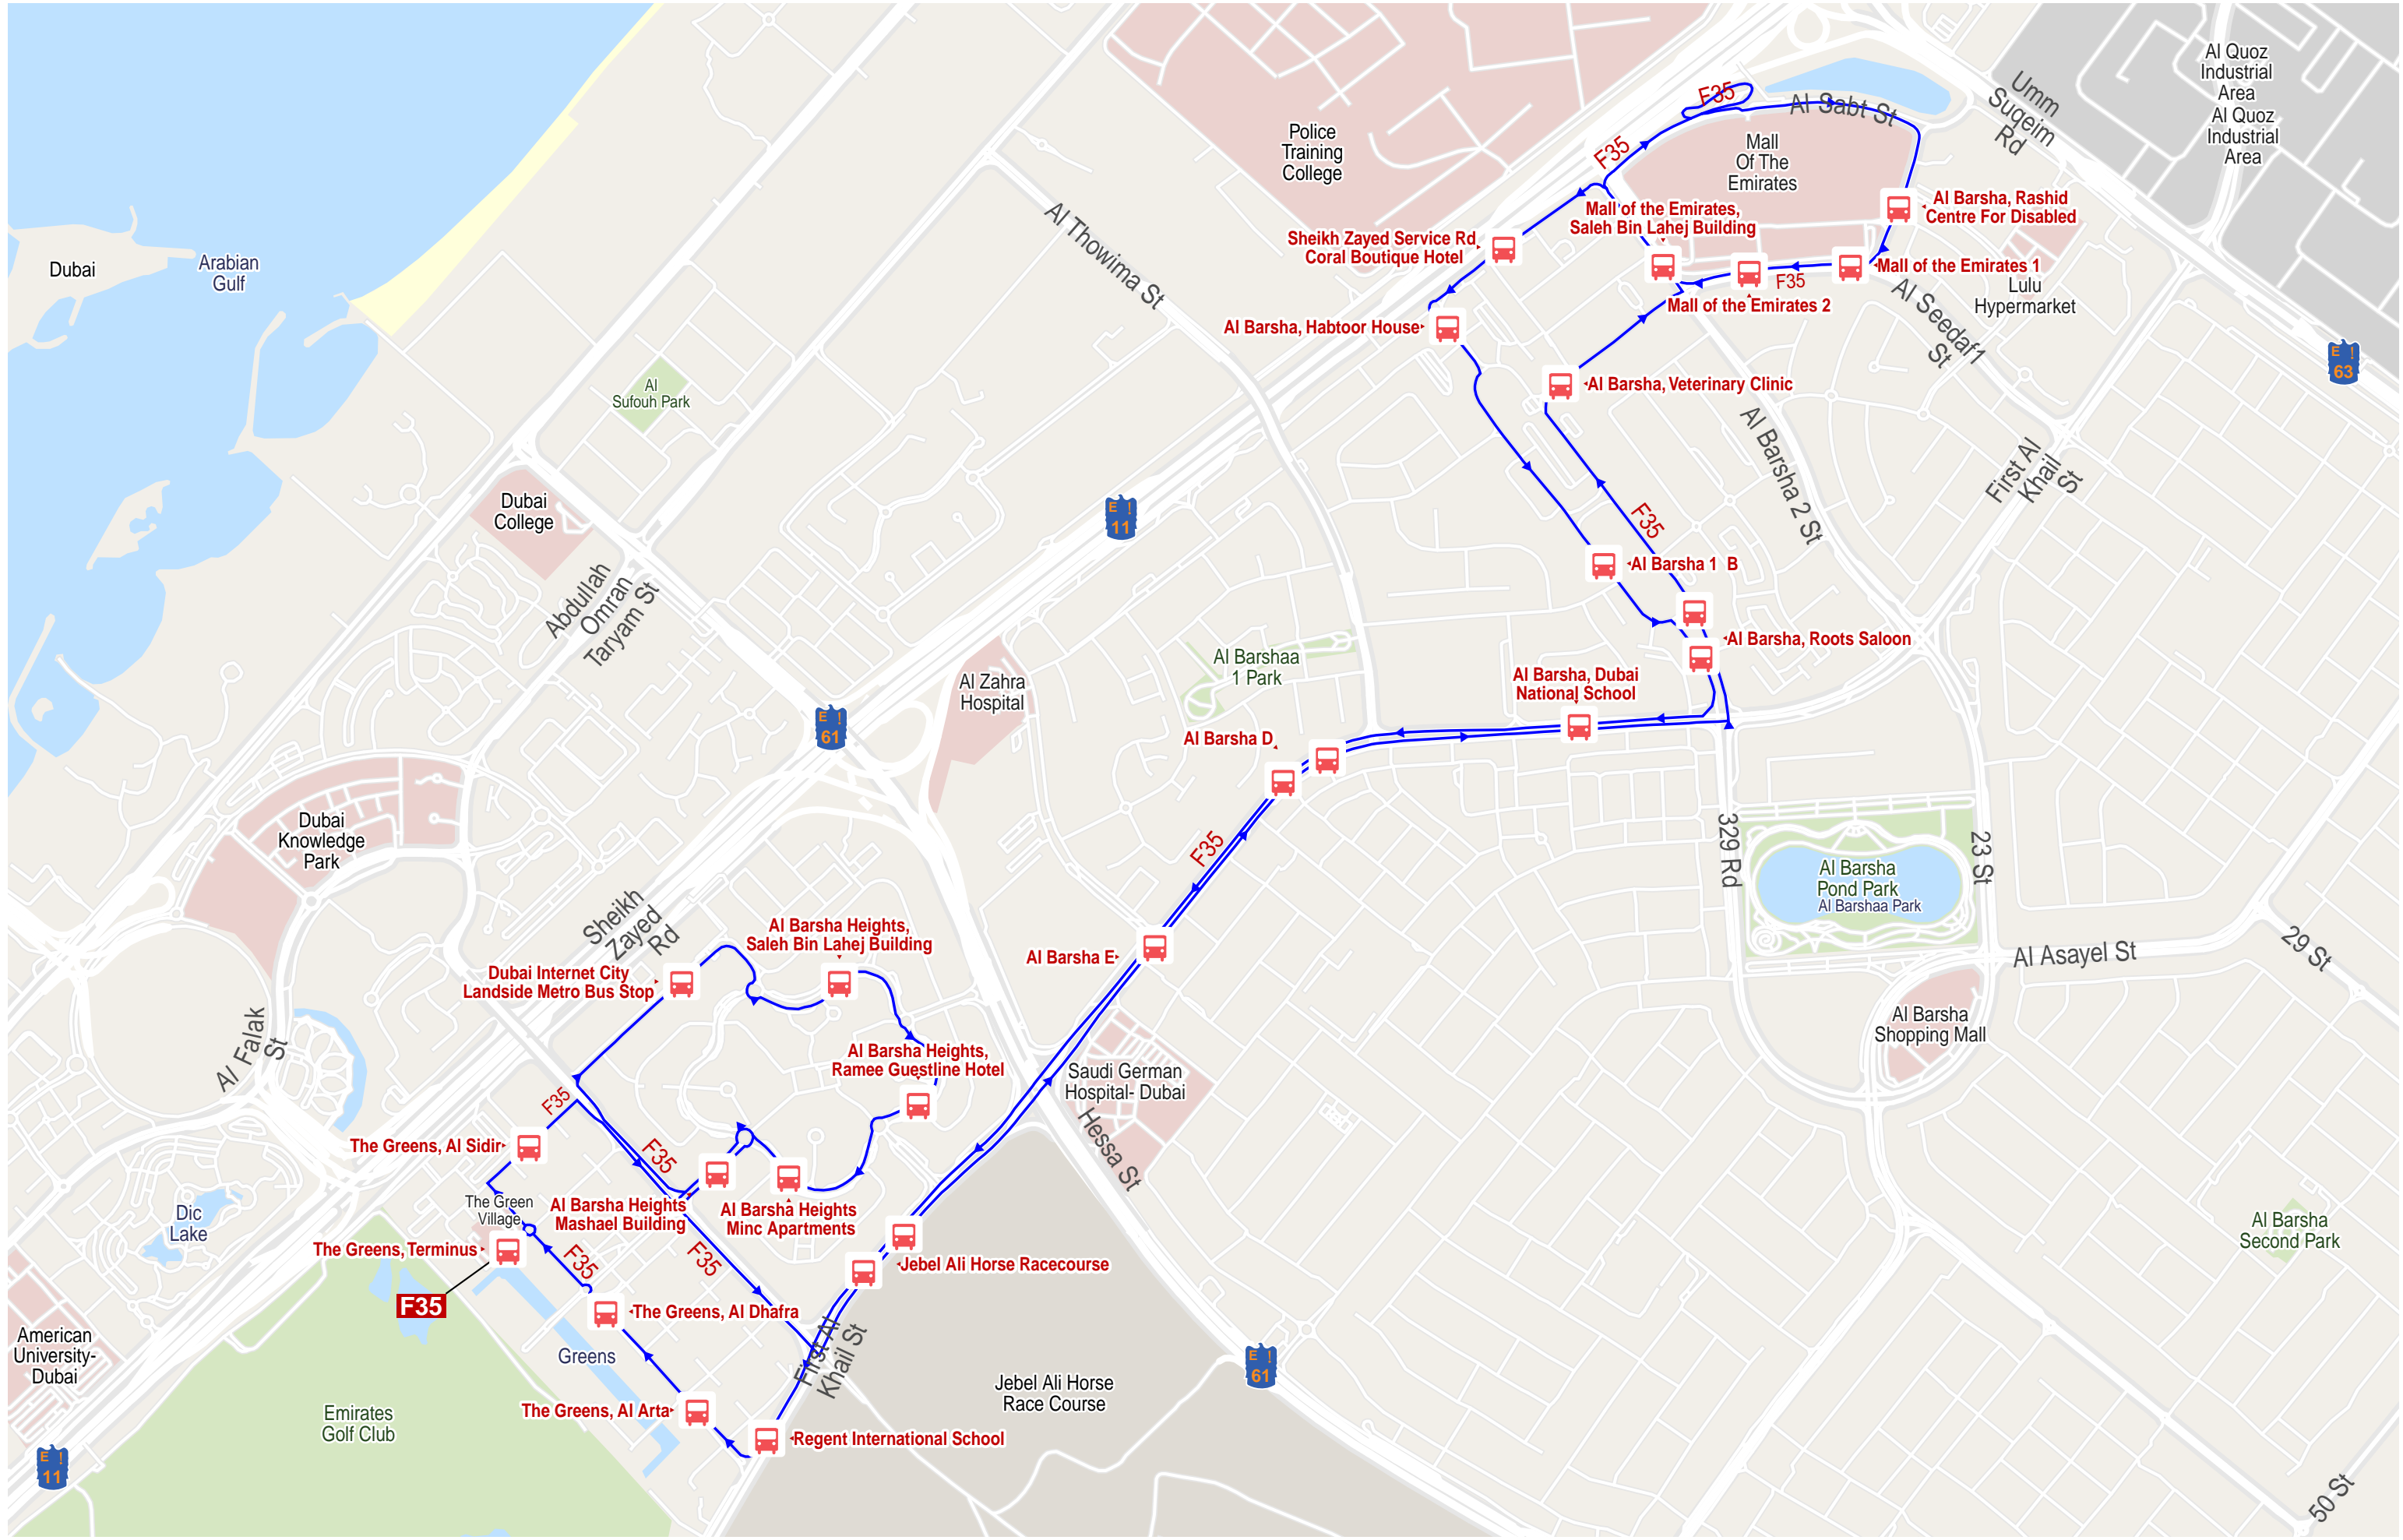 Al Quoz
Industrial
Area
Al Quoz
Industrial
Area
Umm
Suqeim
Rd
F35
Al Sabt St
Police
Training
College
Mall
Of The
Emirates
F35
Al Barsha, Rashid
Centre For Disabled
Mall of the Emirates,
Saleh Bin Lahej Building
Al Thowima St
Sheikh Zayed Service Rd
Coral Boutique Hotel
Dubai
Arabian
Gulf
Mall of the Emirates 1
F35
Lulu
Hypermarket
Mall of the Emirates 2
Al Seedaf1
St
Al Barsha, Habtoor House
E !
63
Al Barsha, Veterinary Clinic
Al
Sufouh Park
Al Barsha 2 St
First Al
Khail
St
Dubai
College
E !
11
F35
Al Barsha 1 B
Abdullah
Omran
Taryam St
Al Barsha, Roots Saloon
Al Barshaa
1 Park
Al Zahra
Hospital
Al Barsha, Dubai
National School
E !
61
Al Barsha D
Dubai
Knowledge
Park
F35
329 Rd
23 St
Al Barsha
Pond Park
Al Barshaa Park
Sheikh
Zayed
Rd
Al Barsha Heights,
Saleh Bin Lahej Building
Al Barsha E
Al Asayel St
29 St
Dubai Internet City
Landside Metro Bus Stop
Al Barsha
Shopping Mall
Al Falak
St
Al Barsha Heights,
Ramee Guestline Hotel
Saudi German
Hospital- Dubai
F35
The Greens, Al Sidir
F35
Hessa St
The Green
Village
Al Barsha Heights
Mashael Building
Al Barsha Heights
Minc Apartments
Dic
Lake
Al Barsha
Second Park
The Greens, Terminus
F35
F35
Jebel Ali Horse Racecourse
F35
The Greens, Al Dhafra
American
University-
Dubai
Greens
First Al
Khail St
E !
61
Jebel Ali Horse
Race Course
The Greens, Al Arta
Emirates
Golf Club
Regent International School
E !
11
50 St